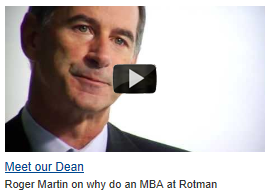 Meet our Dean
Roger Martin on why do an MBA at Rotman